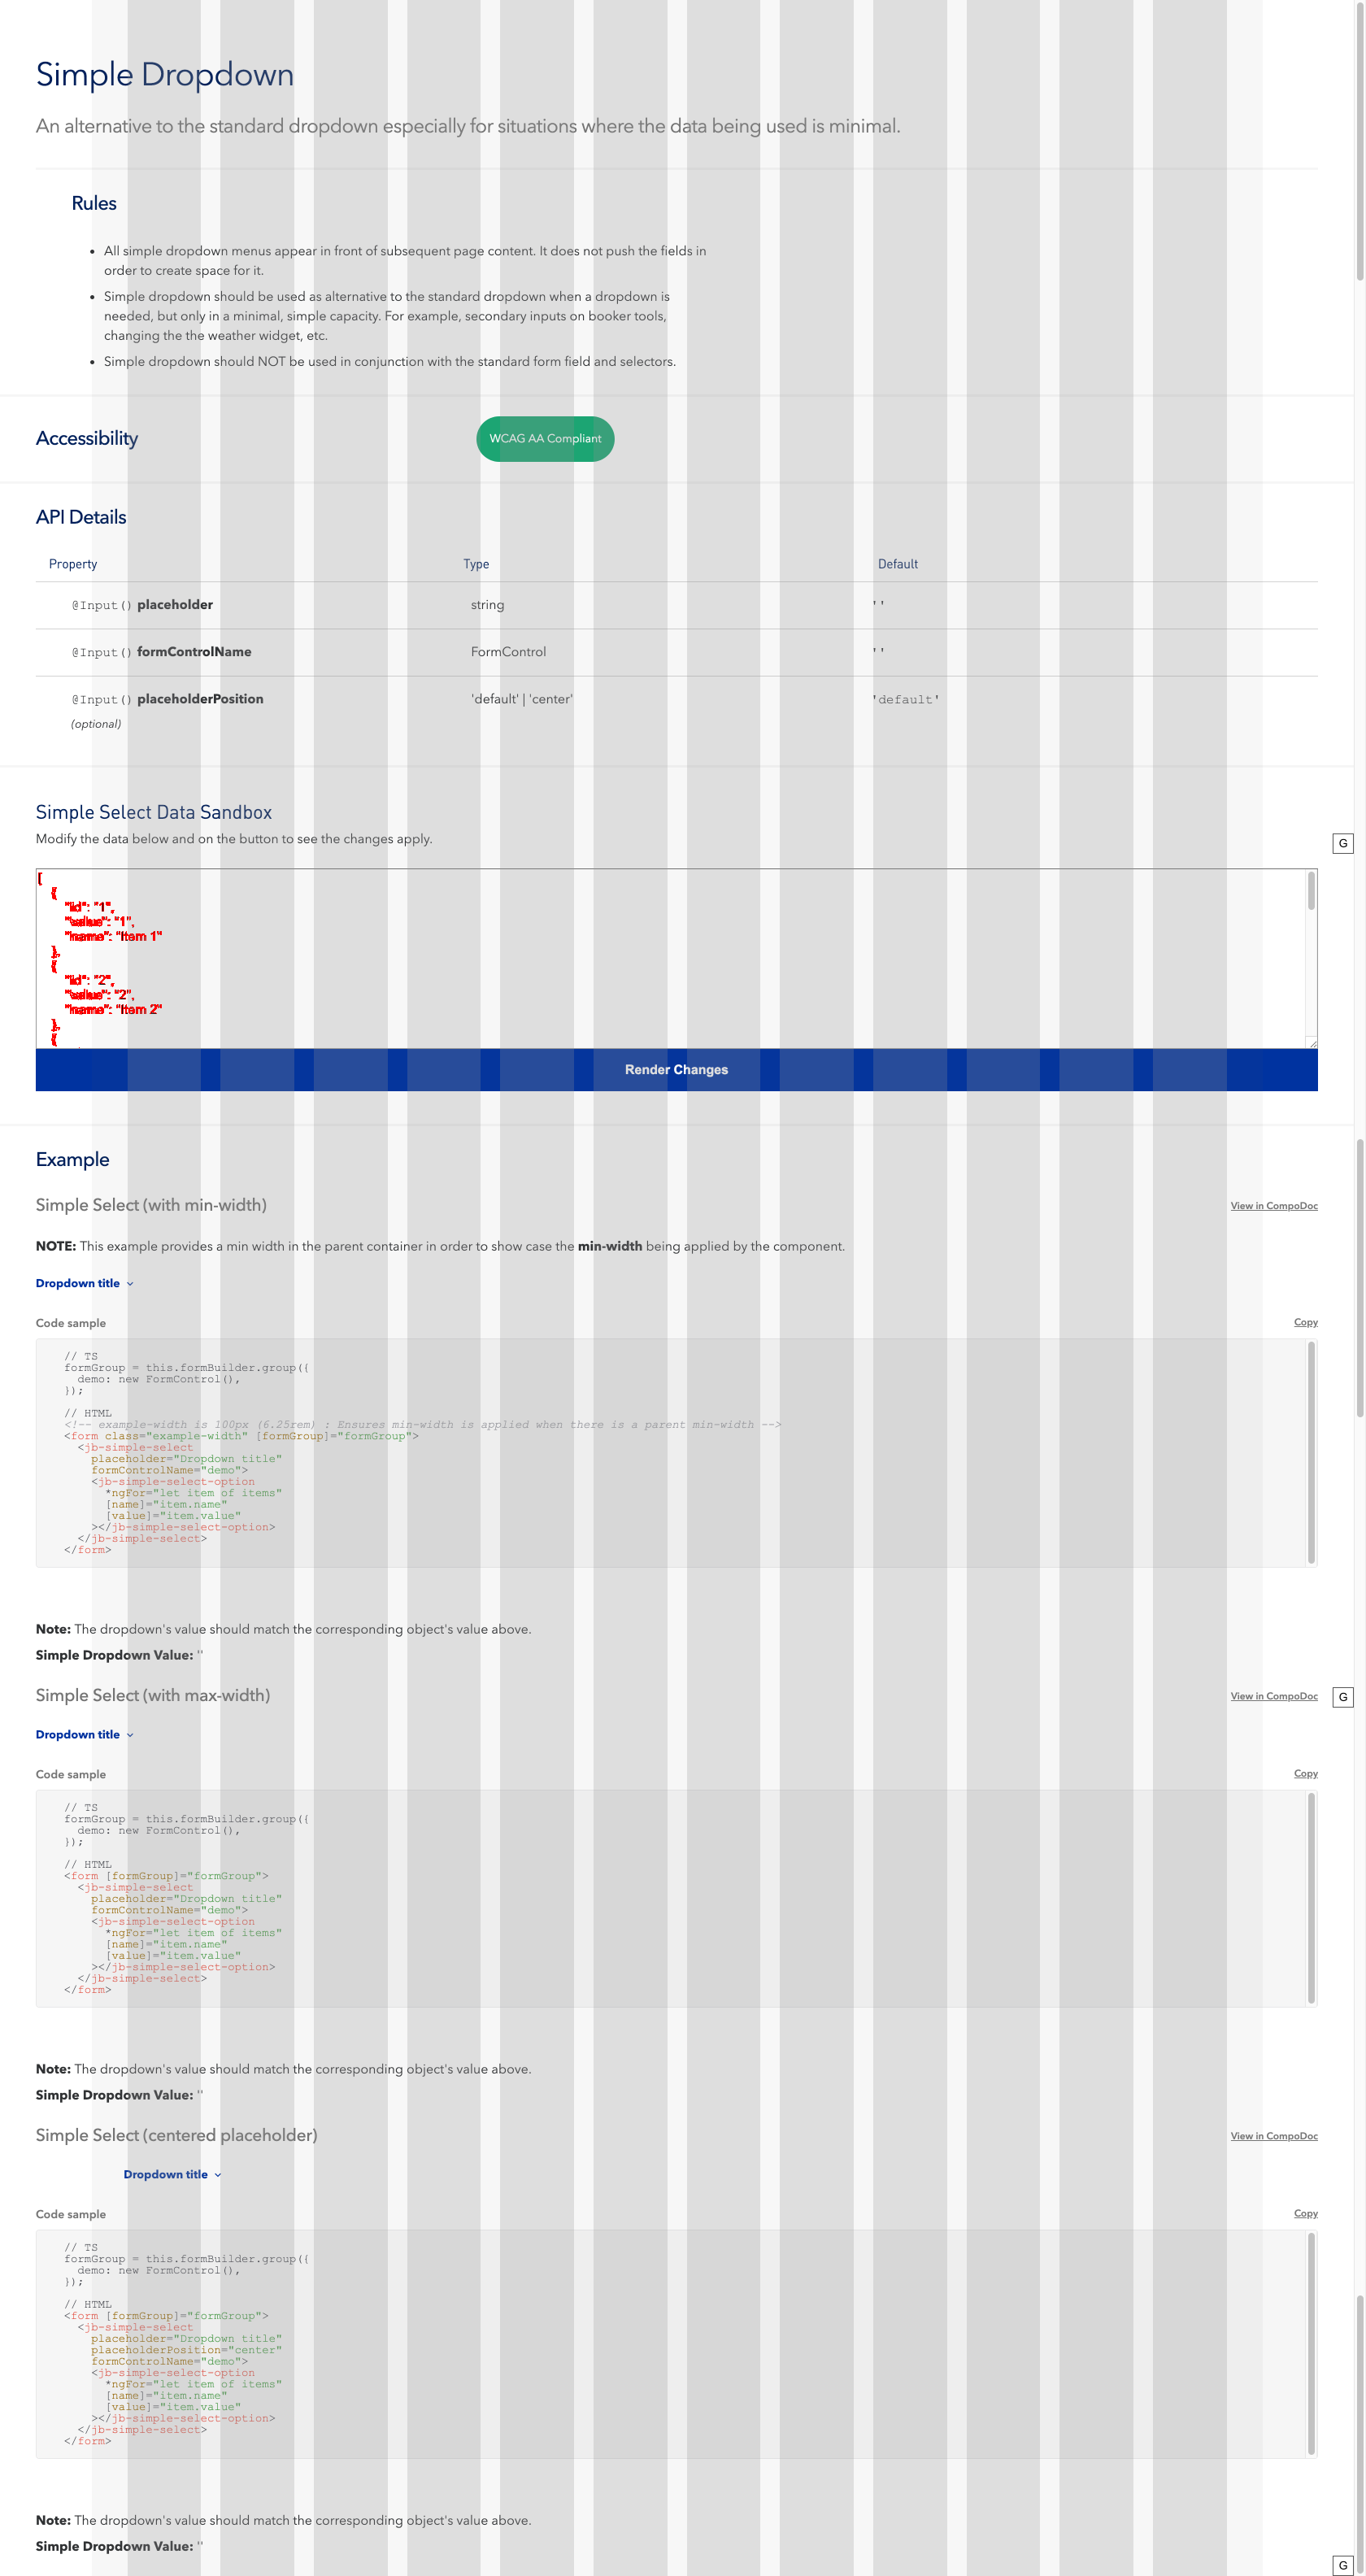 Simple Dropdown
An alternative to the standard dropdown especially for situations where the data being used is minimal.
Rules
• All simple dropdown menus appear in front of subsequent page content. It does not push the fields in
order to create space for it.
• Simple dropdown should be used as alternative to the standard dropdown when a dropdown is
needed, but only in a minimal, simple capacity. For example, secondary inputs on booker tools,
changing the the weather widget, etc.
• Simple dropdown should NOT be used in conjunction with the standard form field and selectors.
Accessibility WCAG AA Compliant
API Details
Property Type Default
@Input() placeholder string ''
@Input() formControlName FormControl ''
@Input() placeholderPosition 'default' | 'center' 'default'
(optional)
Simple Select Data Sandbox
Modify the data below and on the button to see the changes apply.
G
[
{
"id": "1",
"value": "1",
"name": "Item 1"
},
{
"id": "2",
"value": "2",
"name": "Item 2"
},
{
Render Changes
Example
Simple Select (with min-width) View in CompoDoc
NOTE: This example provides a min width in the parent container in order to show case the min-width being applied by the component.
Dropdown title
Code sample Copy
// TS
formGroup = this.formBuilder.group({
demo: new FormControl(),
});
// HTML
<!-- example-width is 100px (6.25rem) : Ensures min-width is applied when there is a parent min-width -->
<form class="example-width" [formGroup]="formGroup">
<jb-simple-select
placeholder="Dropdown title"
formControlName="demo">
<jb-simple-select-option
*ngFor="let item of items"
[name]="item.name"
[value]="item.value"
></jb-simple-select-option>
</jb-simple-select>
</form>
Note: The dropdown's value should match the corresponding object's value above.
Simple Dropdown Value: ''
Simple Select (with max-width) View in CompoDoc G
Dropdown title
Code sample Copy
// TS
formGroup = this.formBuilder.group({
demo: new FormControl(),
});
// HTML
<form [formGroup]="formGroup">
<jb-simple-select
placeholder="Dropdown title"
formControlName="demo">
<jb-simple-select-option
*ngFor="let item of items"
[name]="item.name"
[value]="item.value"
></jb-simple-select-option>
</jb-simple-select>
</form>
Note: The dropdown's value should match the corresponding object's value above.
Simple Dropdown Value: ''
Simple Select (centered placeholder) View in CompoDoc
Dropdown title
Code sample Copy
// TS
formGroup = this.formBuilder.group({
demo: new FormControl(),
});
// HTML
<form [formGroup]="formGroup">
<jb-simple-select
placeholder="Dropdown title"
placeholderPosition="center"
formControlName="demo">
<jb-simple-select-option
*ngFor="let item of items"
[name]="item.name"
[value]="item.value"
></jb-simple-select-option>
</jb-simple-select>
</form>
Note: The dropdown's value should match the corresponding object's value above.
Simple Dropdown Value: ''
G